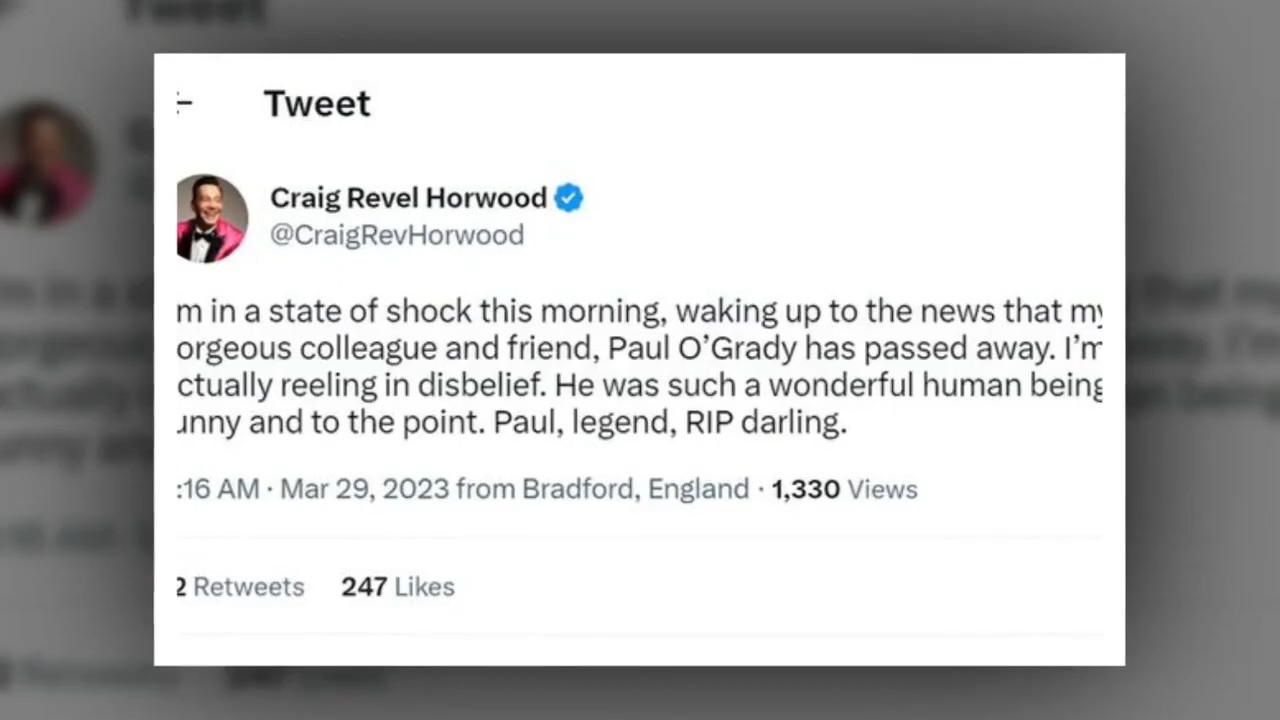 Tweet
Craig Revel Horwood
@CraigRevHorwood
m in a state of shock this morning, waking up to the news that my
orgeous colleague and friend, Paul O’Grady has passed away. I’m
ctually reeling in disbelief. He was such a wonderful human being
unny and to the point. Paul, legend, RIP darling.
:16 AM · Mar 29, 2023 from Bradford, England · 1,330 Views
2 Retweets 247 Likes